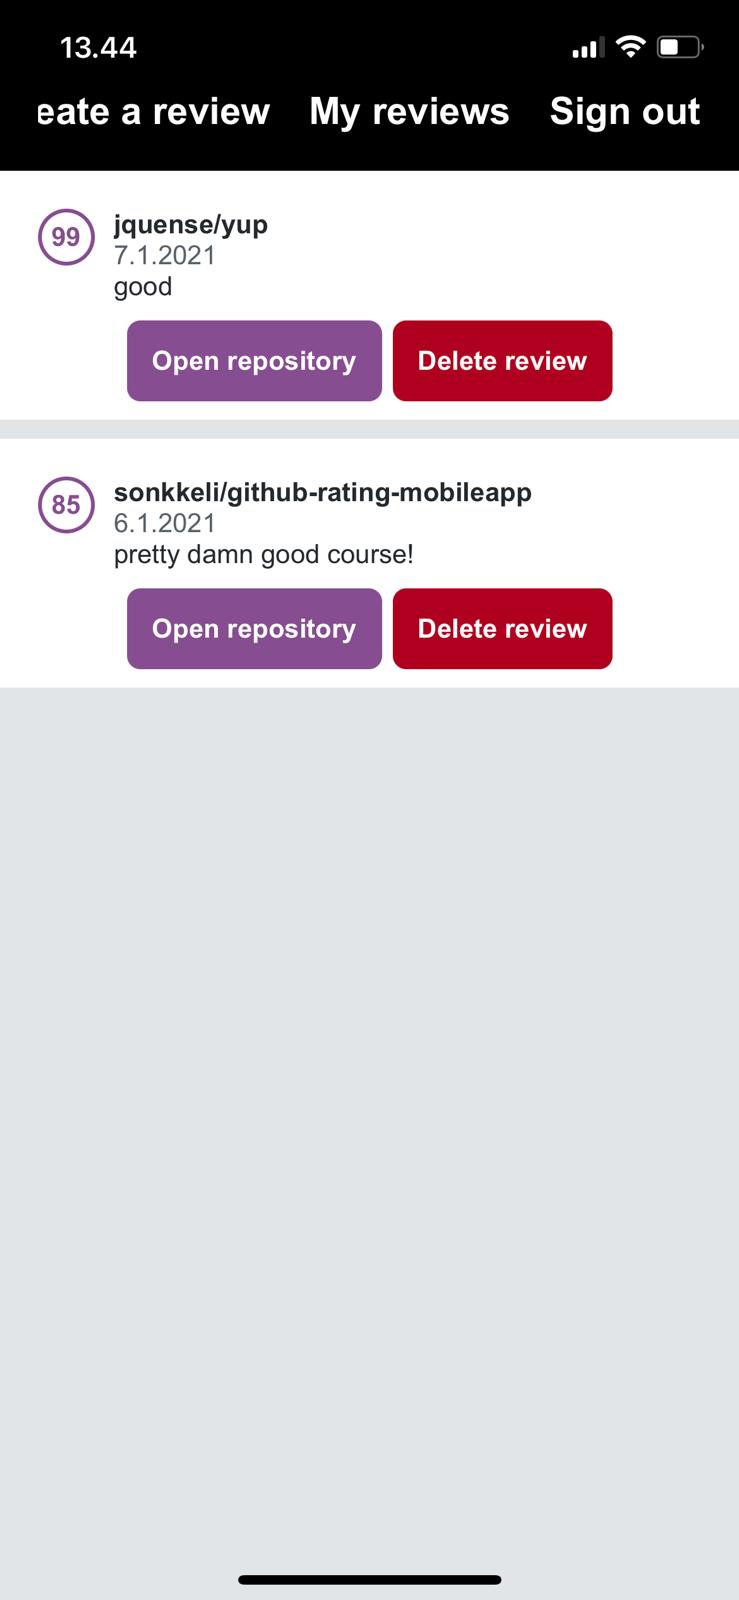 13.44
eate a review My reviews Sign out
99 jquense/yup
7.1.2021
good
Open repository Delete review
85 sonkkeli/github-rating-mobileapp
6.1.2021
pretty damn good course!
Open repository Delete review